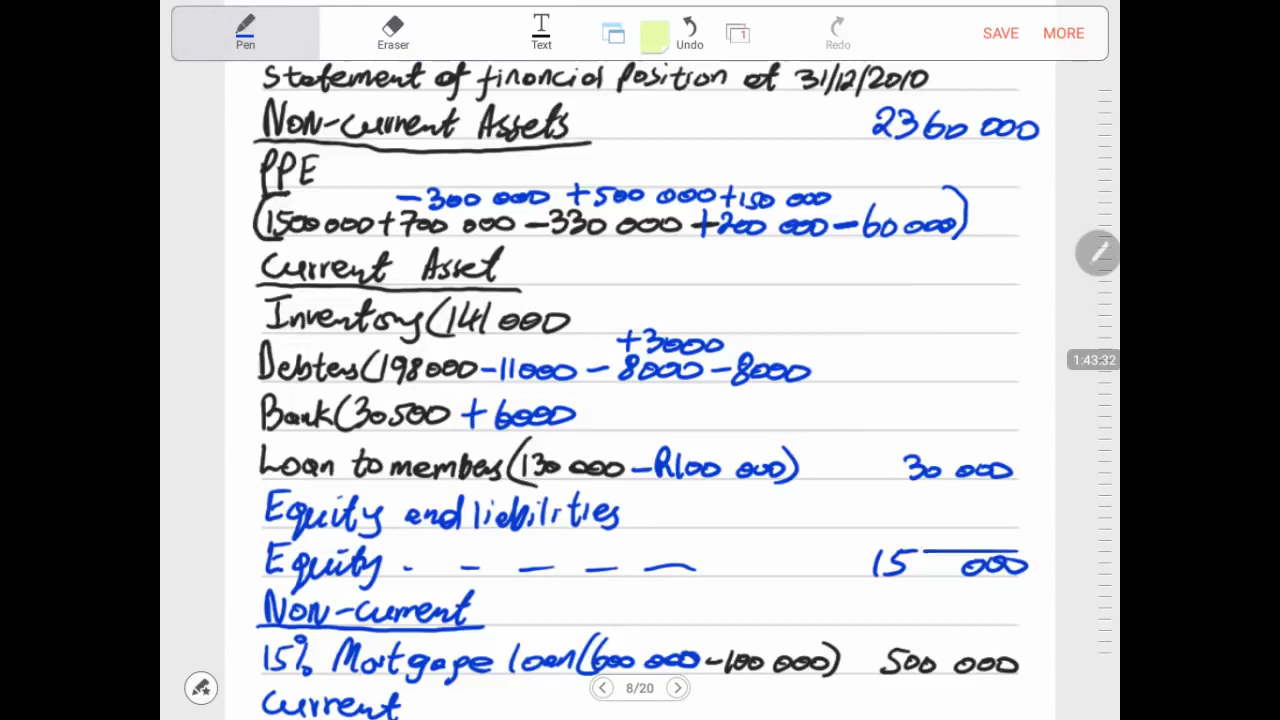 Pen
Eraser
Text
Undo
1
Redo
SAVE
MORE
Statement of financial position at 31/12/2010
Non-current Assets 2360 000
PPE
-300 000 +500 000+150 000
(1500 000+700 000 -330 000 +200 000-60 000)
Current Asset
Inventory(141 000
+3000
Debters(198000-11000-8000-8000
Bank(30500 +6000
Loan to members(130 000-R100 000) 30 000
Equity and liabilities
Equity - - - - - 15 000
Non-current
15% Mortgage loan(600 000-100 000) 500 000
Current
8/20
1:43:32